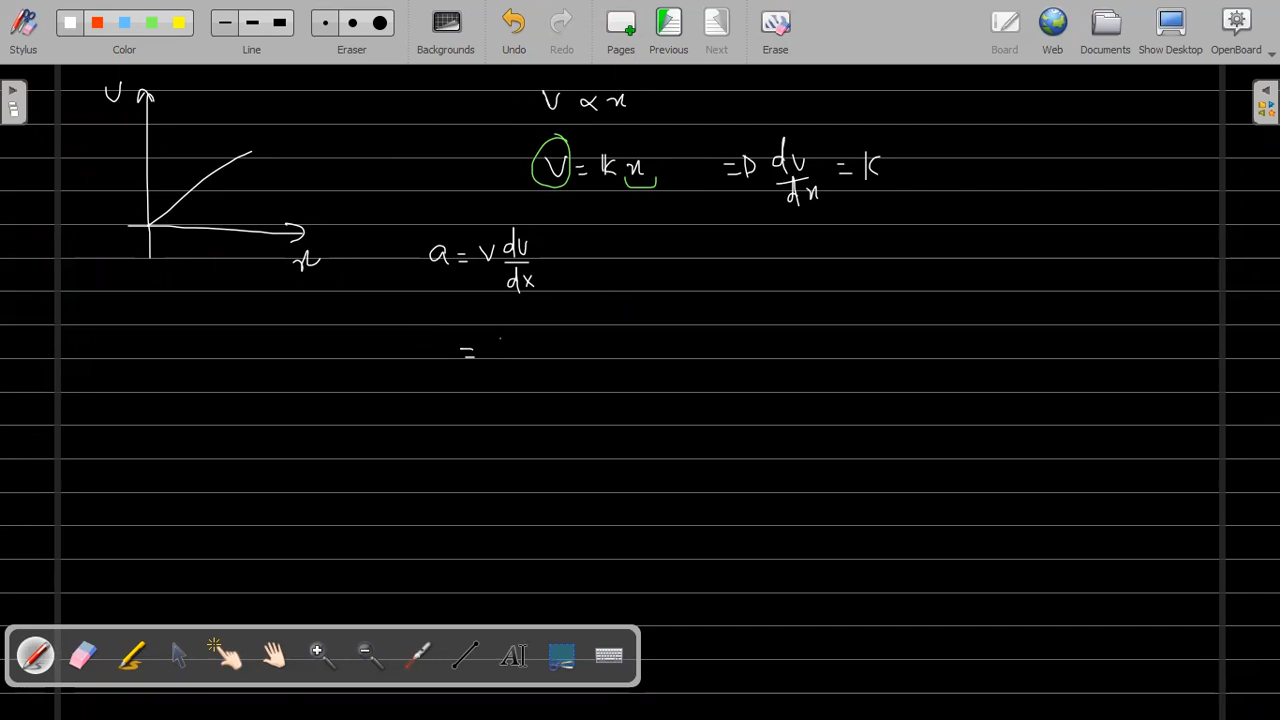 Stylus Color Line Eraser Backgrounds Undo Redo Pages Previous Next Erase Board Web Documents Show Desktop OpenBoard
V
V ∝ x
V = K x ⇒ dv/dx = K
x
a = v dv/dx
=